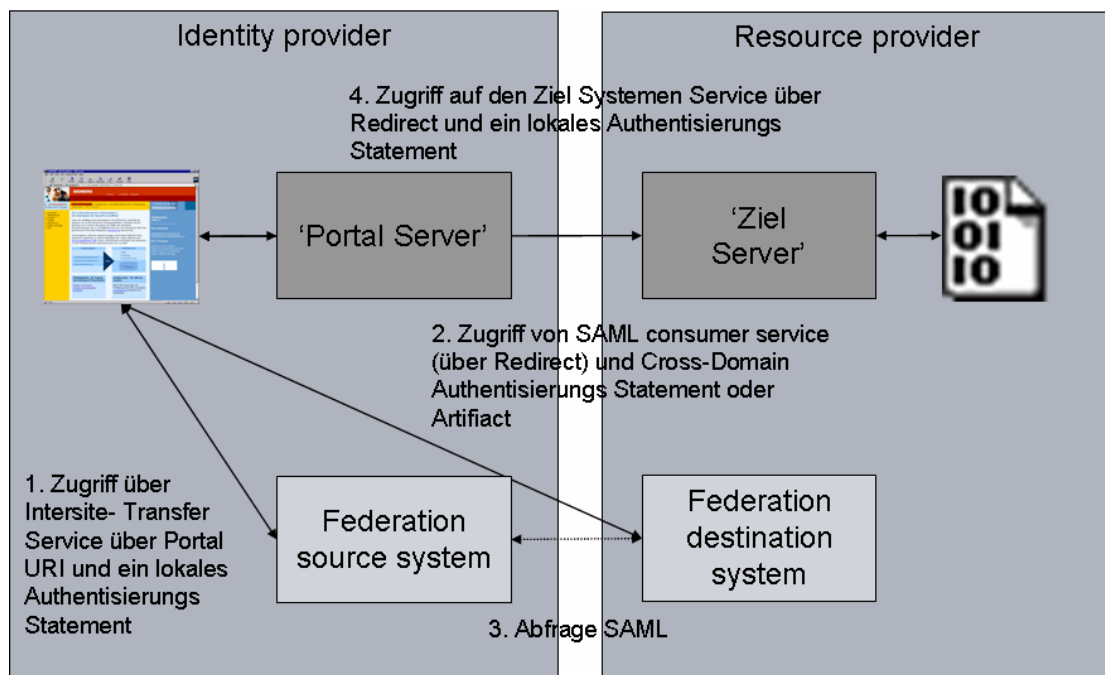 Identity provider
Resource provider
4. Zugriff auf den Ziel Systemen Service über
Redirect und ein lokales Authentisierungs
Statement
SIEMENS
'Portal Server'
'Ziel
Server'
2. Zugriff von SAML consumer service
(über Redirect) und Cross-Domain
Authentisierungs Statement oder
Artifiact
1. Zugriff über
Intersite- Transfer
Service über Portal
URI und ein lokales
Authentisierungs
Statement
Federation
source system
Federation
destination
system
3. Abfrage SAML